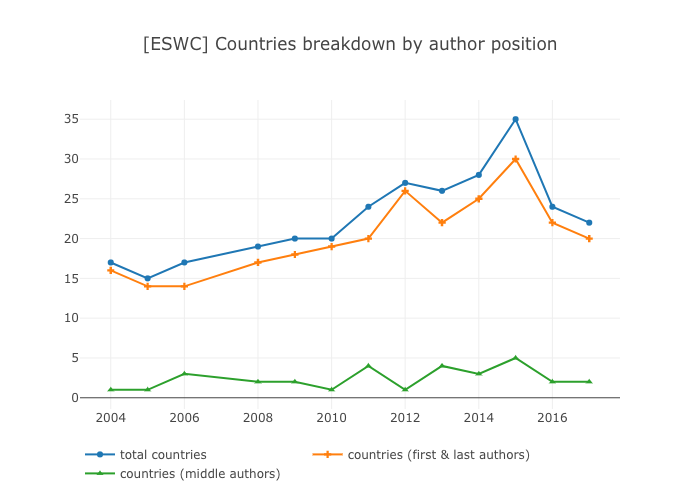 [ESWC] Countries breakdown by author position
35
30
25
20
15
10
5
0
2004 2006 2008 2010 2012 2014 2016
total countries countries (first & last authors)
countries (middle authors)